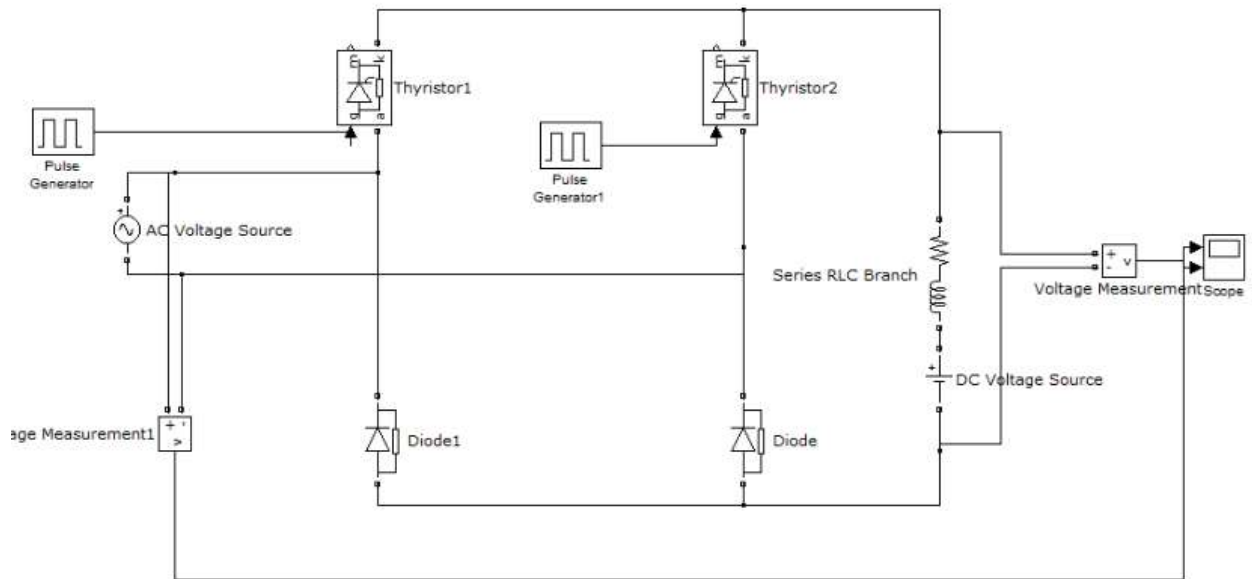 m k
g a
Thyristor1
m k
g a
Thyristor2
Pulse
Generator
Pulse
Generator1
+
AC Voltage Source
Series RLC Branch
+
-
v
Voltage Measurement
Scope
+
DC Voltage Source
+ -
v
age Measurement1
Diode1
Diode